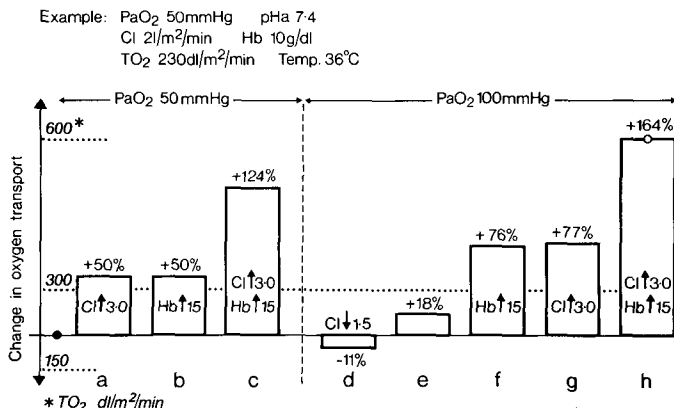 Example: PaO2 50mmHg pHa 7·4
CI 2l/m²/min Hb 10g/dl
TO2 230dl/m²/min Temp. 36°C
PaO2 50mmHg PaO2 100mmHg
600*
+164%
+124%
+76% +77%
+50% +50%
300
CI↑3·0 Hb↑15 CI↑3·0 Hb↑15 CI↓1·5 +18% Hb↑15 CI↑3·0 CI↑3·0 Hb↑15
-11%
150
Change in oxygen transport
a b c d e f g h
* TO2 dl/m²/min